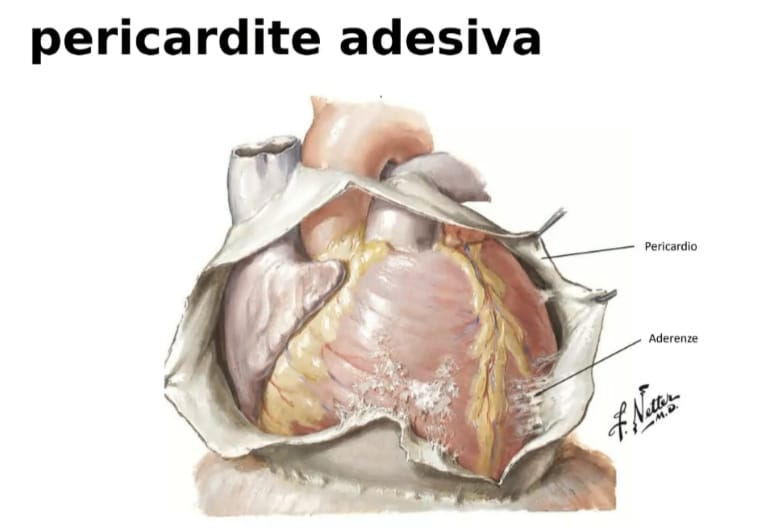 pericardite adesiva
Pericardio
Aderenze
F. Netter
M.D.